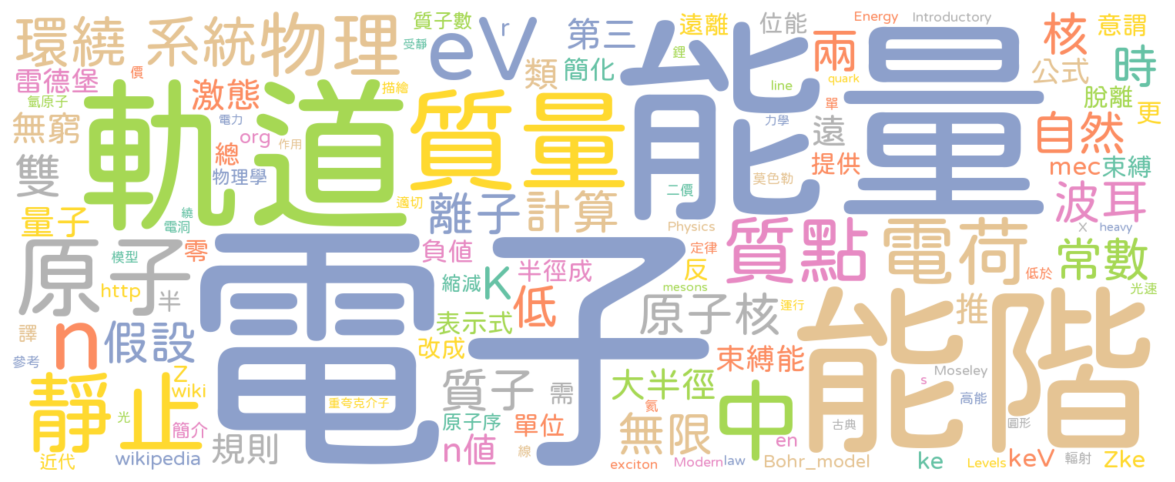 環繞 系統 物理
質子數
eV
r
第三
遠離
位能
Energy
Introductory
核
意謂
受靜
鋰
能量
兩
quark
公式
時
雷德堡
價
激態
描繪
類
簡化
line
單
脫離
氫原子
軌道
質量
更
無窮
電力
org
作用
力學
遠
自然
總
提供
mec
束縛
雙
物理學
適切
二價
莫色勒
波耳
量子
繞
電洞
離子
計算
Physics
質點
電荷
X
heavy
原子
模型
零
負值
半徑成
定律
反
常數
低於
光速
http
半
電子
縮減
K
低
mesons
原子核
運行
能階
推
譯
n
假設
表示式
參考
改成
束縛能
Z
wiki
質子
需
大半徑
中
s
Moseley
高能
靜止
重夸克介子
氦
光
簡介
原子序
單位
無限
古典
圓形
規則
n值
線
en
近代
wikipedia
exciton
Modern
law
Bohr_model
ke
Levels
keV
輻射
Zke